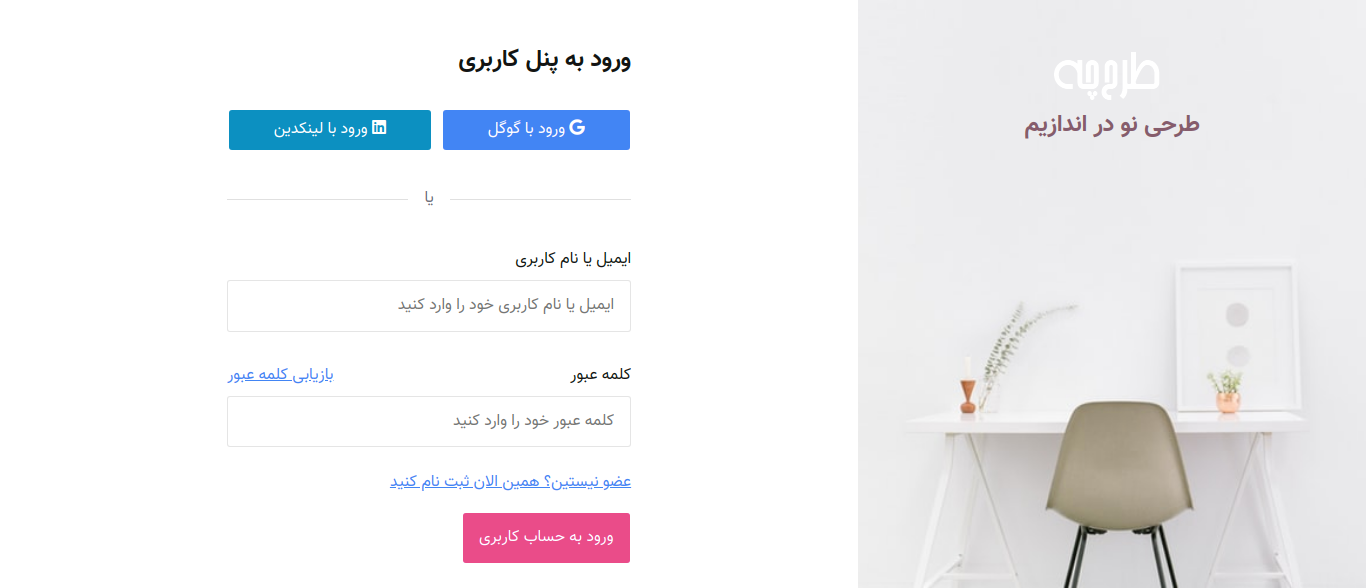 طرحچه
طرحی نو در اندازیم
ورود به پنل کاربری
ورود با گوگل
ورود با لینکدین
یا
ایمیل یا نام کاربری
ایمیل یا نام کاربری خود را وارد کنید
کلمه عبور
بازیابی کلمه عبور
کلمه عبور خود را وارد کنید
عضو نیستین؟ همین الان ثبت نام کنید
ورود به حساب کاربری